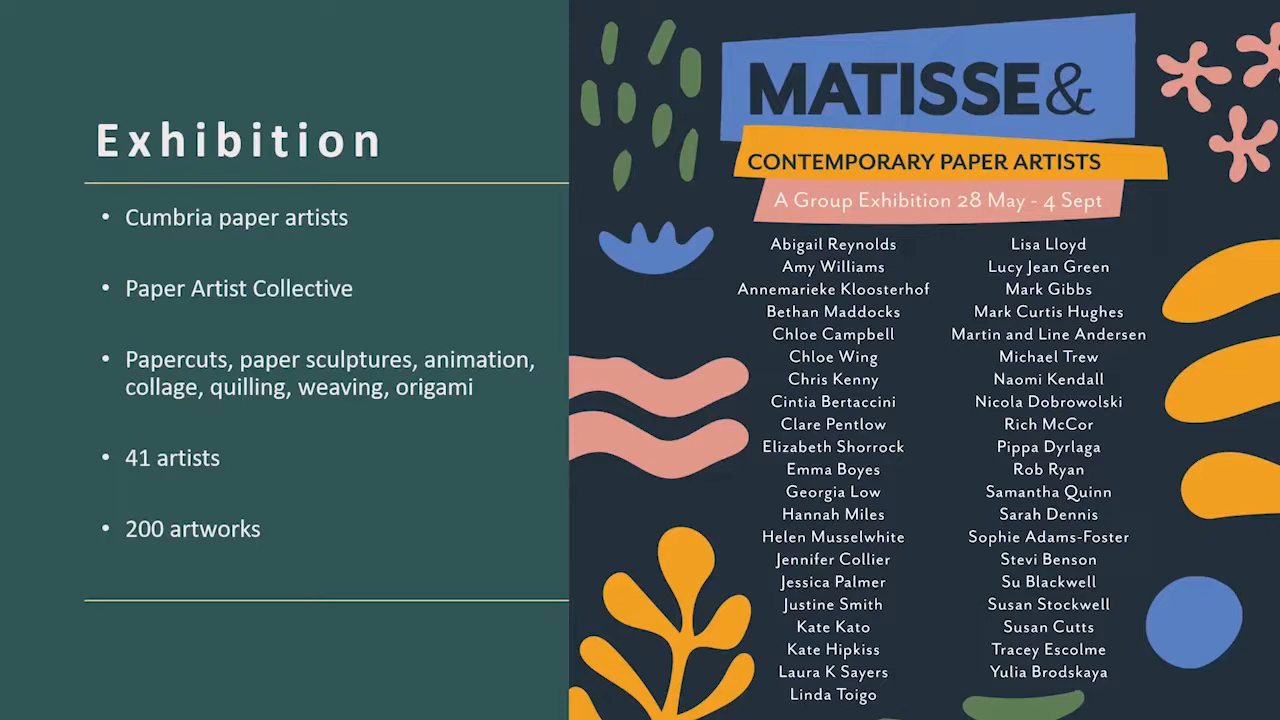 Exhibition
• Cumbria paper artists
• Paper Artist Collective
• Papercuts, paper sculptures, animation,
collage, quilling, weaving, origami
• 41 artists
• 200 artworks
MATISSE&
CONTEMPORARY PAPER ARTISTS
A Group Exhibition 28 May - 4 Sept
Abigail Reynolds
Amy Williams
Annemarieke Kloosterhof
Bethan Maddocks
Chloe Campbell
Chloe Wing
Chris Kenny
Cintia Bertaccini
Clare Pentlow
Elizabeth Shorrock
Emma Boyes
Georgia Low
Hannah Miles
Helen Musselwhite
Jennifer Collier
Jessica Palmer
Justine Smith
Kate Kato
Kate Hipkiss
Laura K Sayers
Linda Toigo
Lisa Lloyd
Lucy Jean Green
Mark Gibbs
Mark Curtis Hughes
Martin and Line Andersen
Michael Trew
Naomi Kendall
Nicola Dobrowolski
Rich McCor
Pippa Dyrlaga
Rob Ryan
Samantha Quinn
Sarah Dennis
Sophie Adams-Foster
Stevi Benson
Su Blackwell
Susan Stockwell
Susan Cutts
Tracey Escolme
Yulia Brodskaya